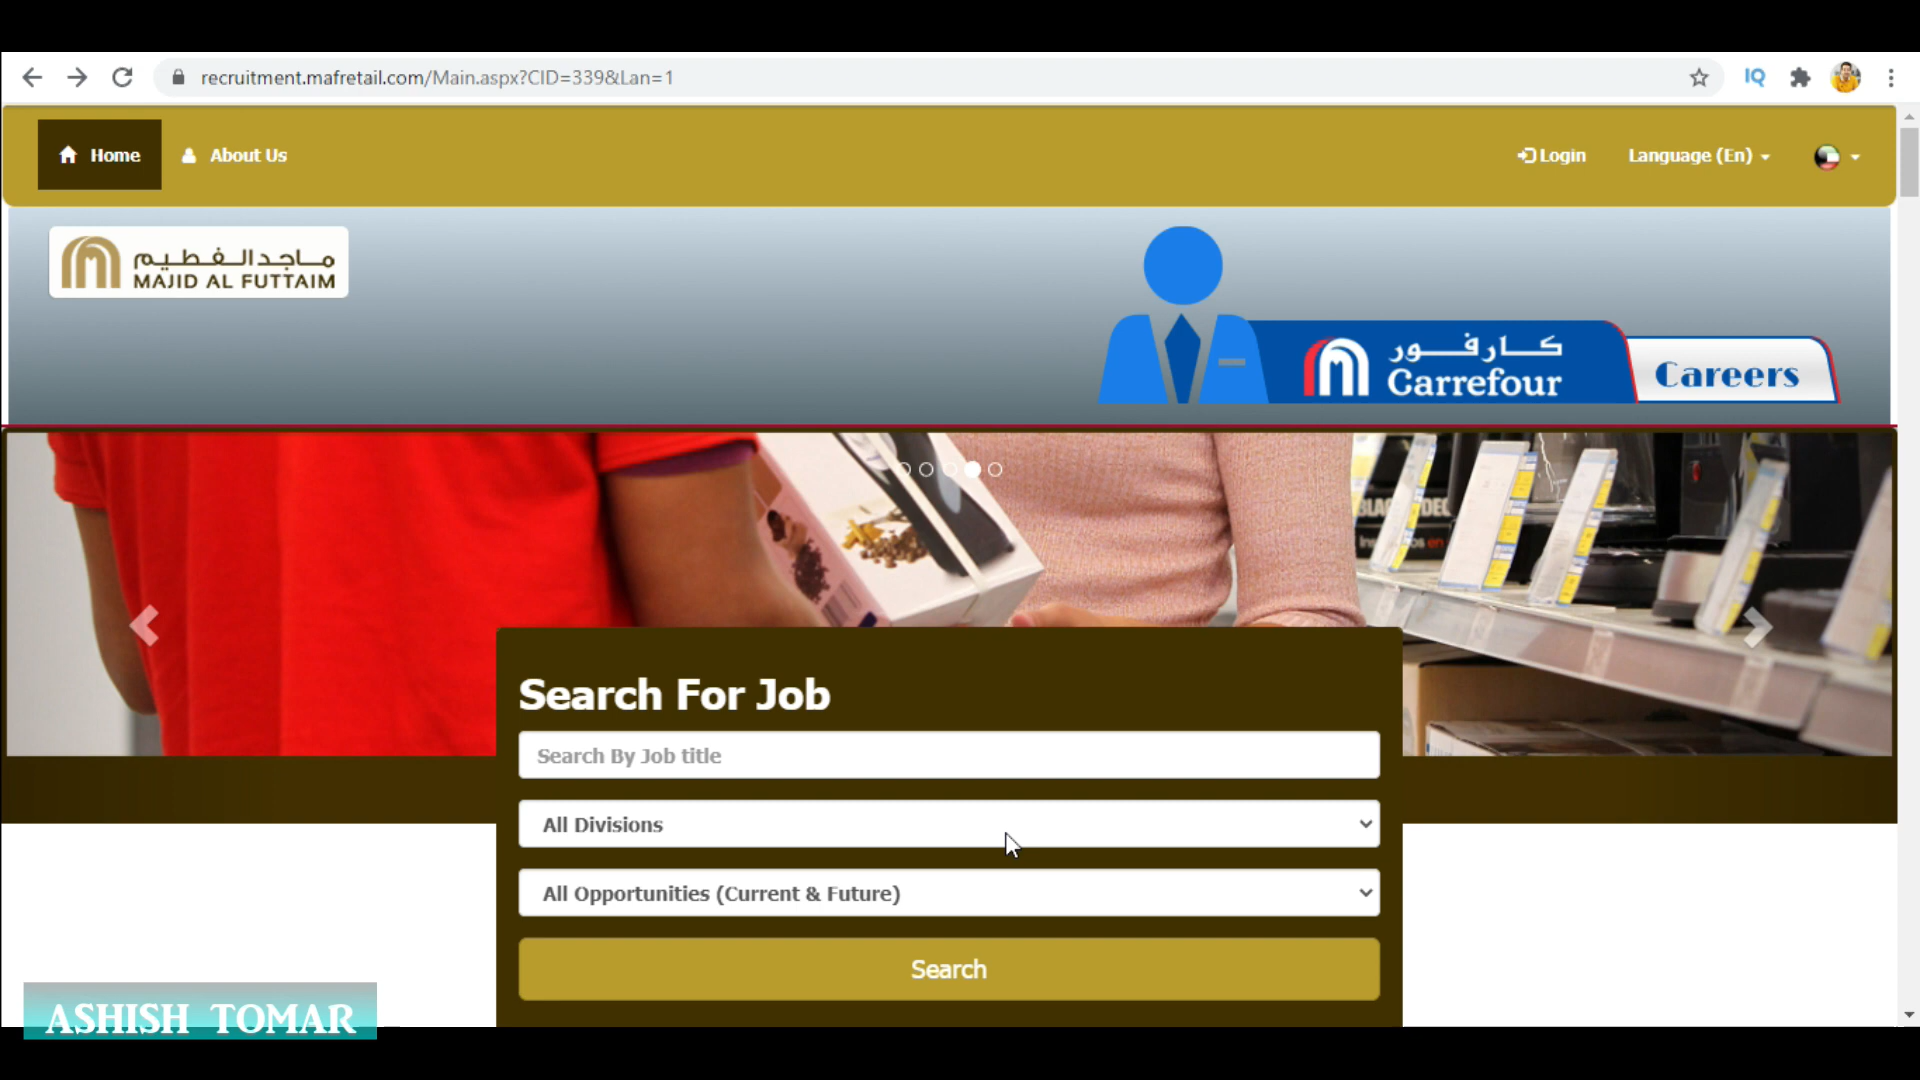 recruitment.mafretail.com/Main.aspx?CID=339&Lan=1
IQ
Home
About Us
Login
Language (En)
ماجد الفطيم
MAJID AL FUTTAIM
كارفور
Carrefour
Careers
Search For Job
Search By Job title
All Divisions
All Opportunities (Current & Future)
Search
ASHISH TOMAR